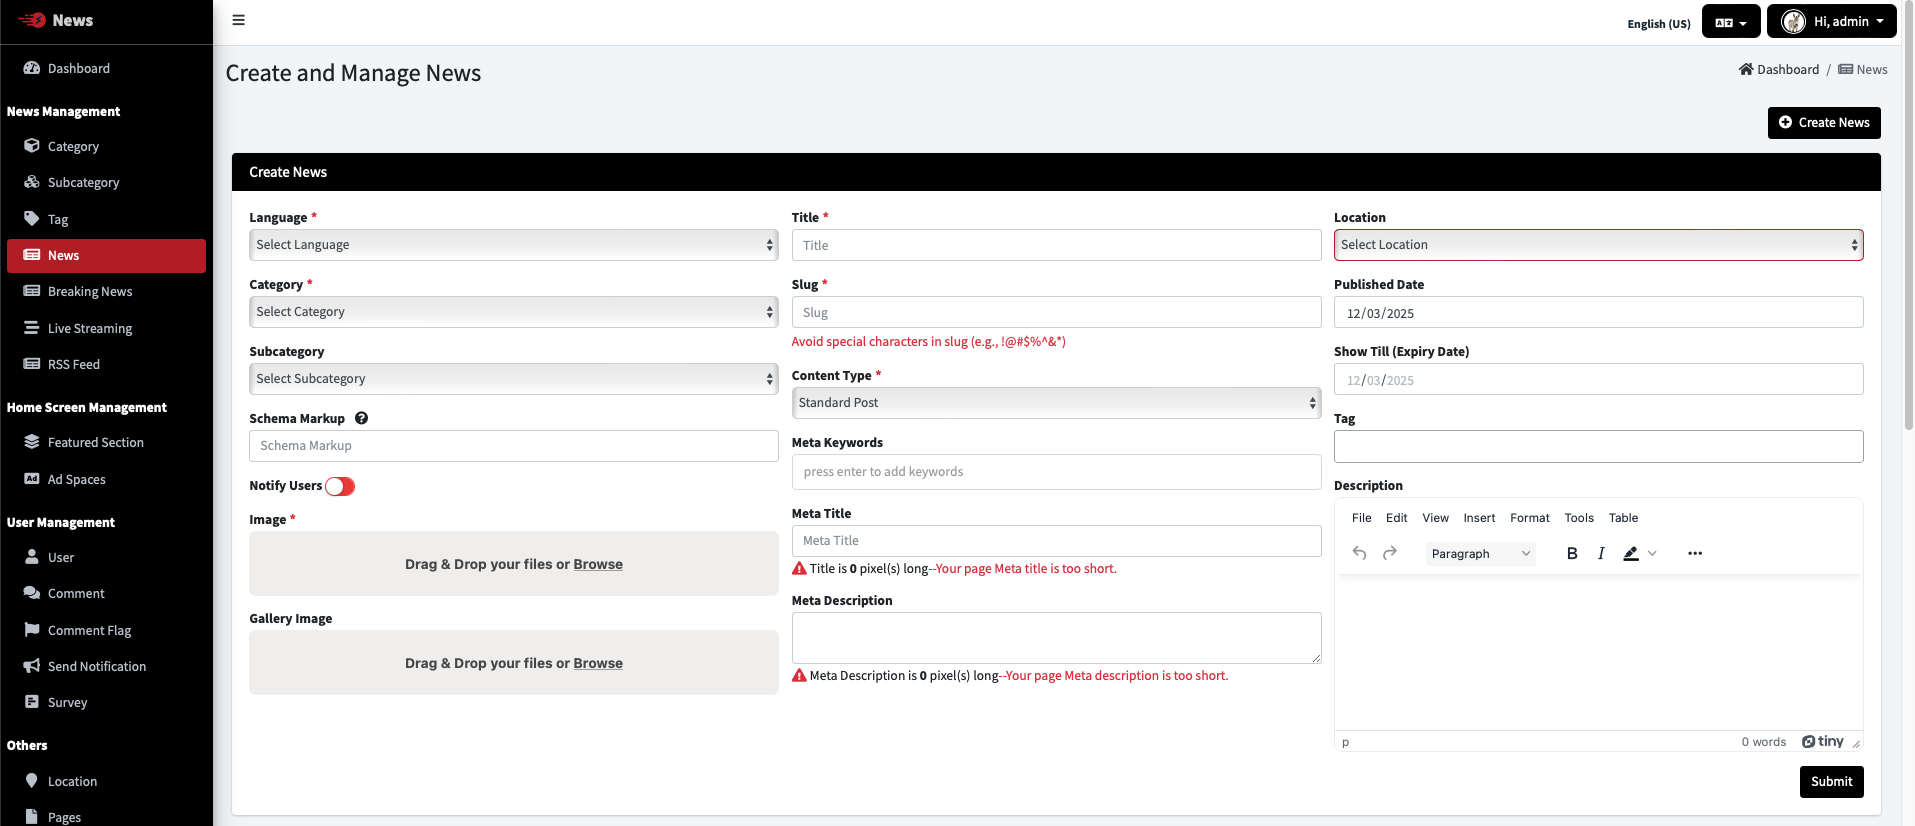 News
English (US)
Hi, admin
Dashboard
News Management
Category
Subcategory
Tag
News
Breaking News
Live Streaming
RSS Feed
Home Screen Management
Featured Section
Ad Spaces
User Management
User
Comment
Comment Flag
Send Notification
Survey
Others
Location
Pages
Create and Manage News
Dashboard / News
Create News
Create News
Language *
Select Language
Category *
Select Category
Subcategory
Select Subcategory
Schema Markup
Schema Markup
Notify Users
Image *
Drag & Drop your files or Browse
Gallery Image
Drag & Drop your files or Browse
Title *
Title
Slug *
Slug
Avoid special characters in slug (e.g., !@#$%^&*)
Content Type *
Standard Post
Meta Keywords
press enter to add keywords
Meta Title
Meta Title
Title is 0 pixel(s) long--Your page Meta title is too short.
Meta Description
Meta Description is 0 pixel(s) long--Your page Meta description is too short.
Location
Select Location
Published Date
12/03/2025
Show Till (Expiry Date)
12/03/2025
Tag
Description
File Edit View Insert Format Tools Table
Paragraph B I
p 0 words tiny
Submit